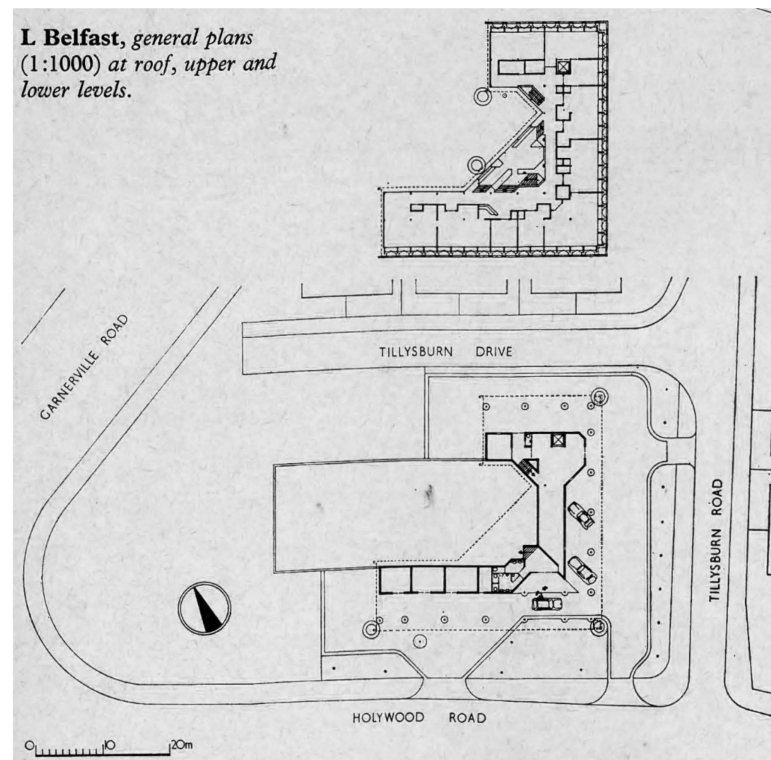 L Belfast, general plans
(1:1000) at roof, upper and
lower levels.
GARNERVILLE ROAD
TILLYSBURN DRIVE
TILLYSBURN ROAD
HOLYWOOD ROAD
0 10 20m